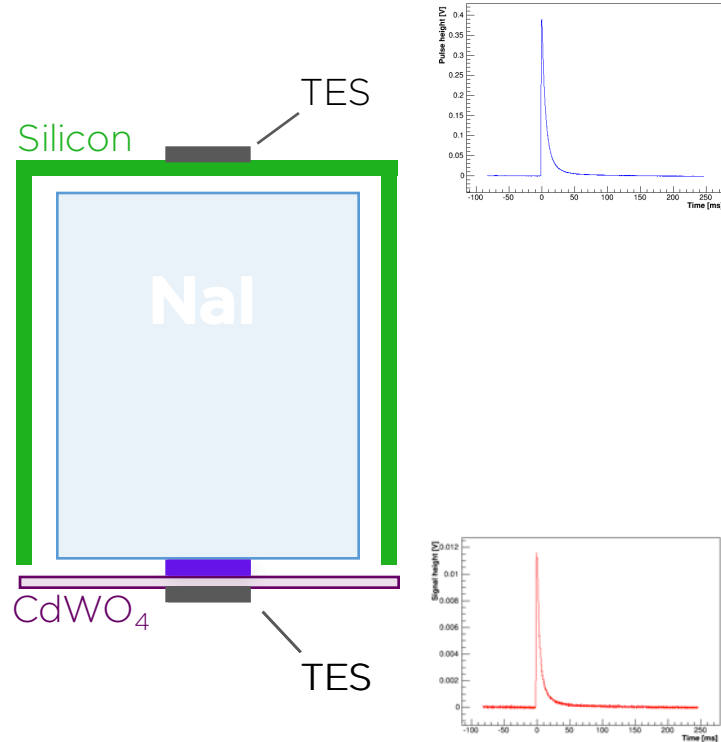 TES
Silicon
NaI
CdWO₄
TES
Pulse height [V]
0.4
0.35
0.3
0.25
0.2
0.15
0.1
0.05
0
-100 -50 0 50 100 150 200 250
Time [ms]
Signal height [V]
0.012
0.01
0.008
0.006
0.004
0.002
0
-100 -50 0 50 100 150 200 250
Time [ms]